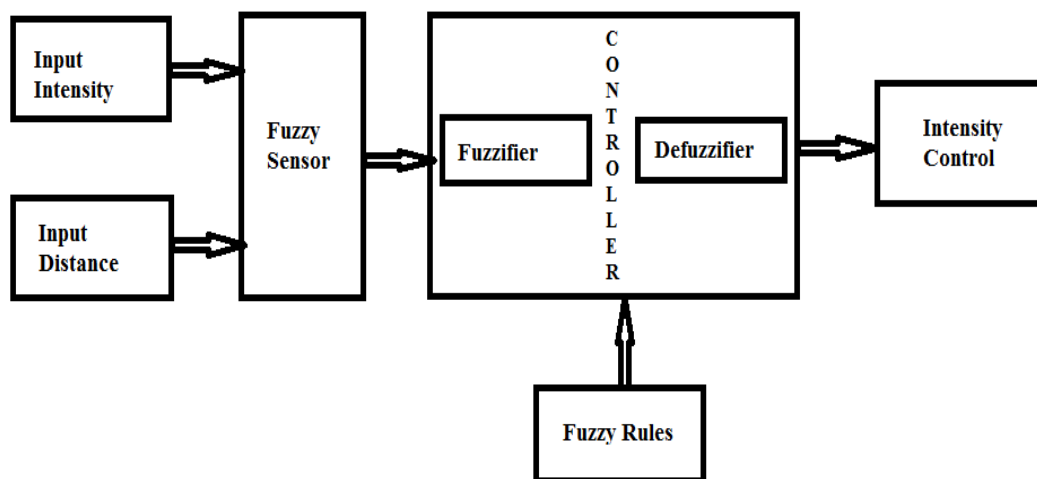 Input
Intensity
Input
Distance
Fuzzy
Sensor
Fuzzifier
C
O
N
T
R
O
L
L
E
R
Defuzzifier
Intensity
Control
Fuzzy Rules